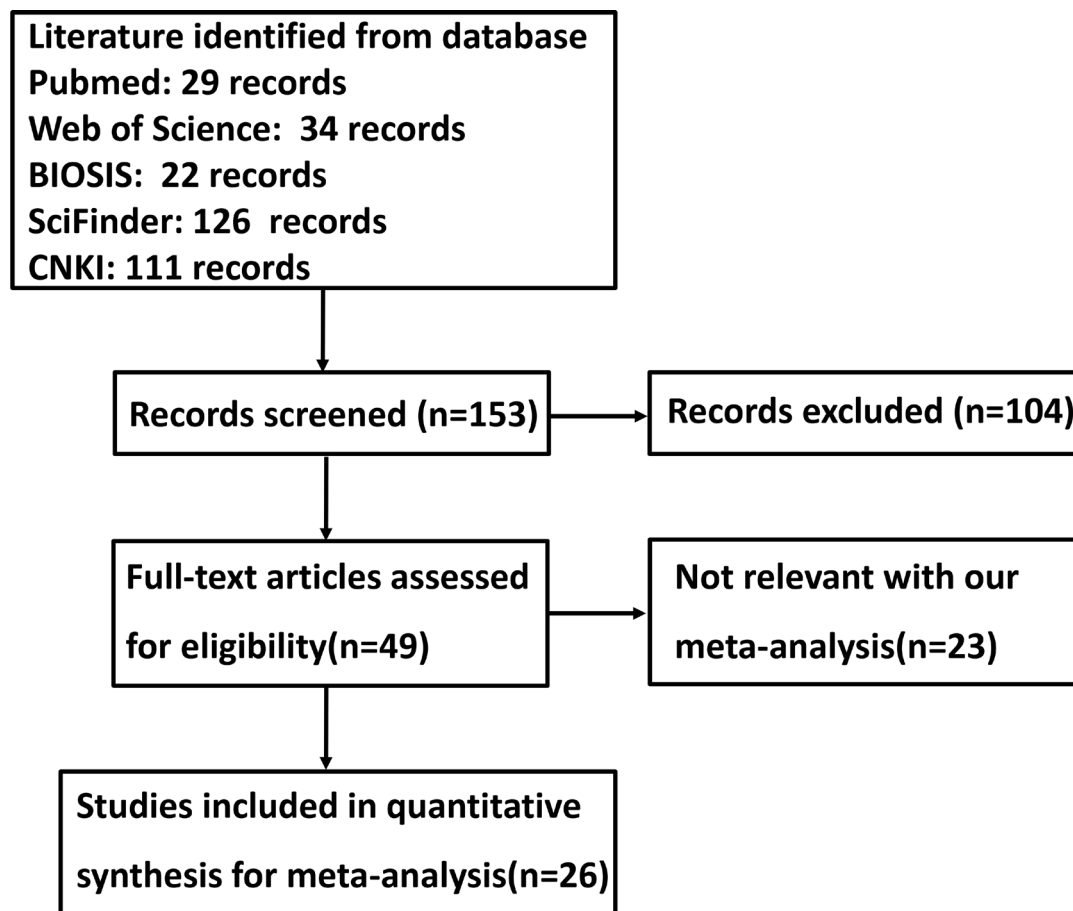 Literature identified from database
Pubmed: 29 records
Web of Science:  34 records
BIOSIS:  22 records
SciFinder: 126  records
CNKI: 111 records
Records screened (n=153)
Records excluded (n=104)
Full-text articles assessed
for eligibility(n=49)
Not relevant with our
meta-analysis(n=23)
Studies included in quantitative
synthesis for meta-analysis(n=26)